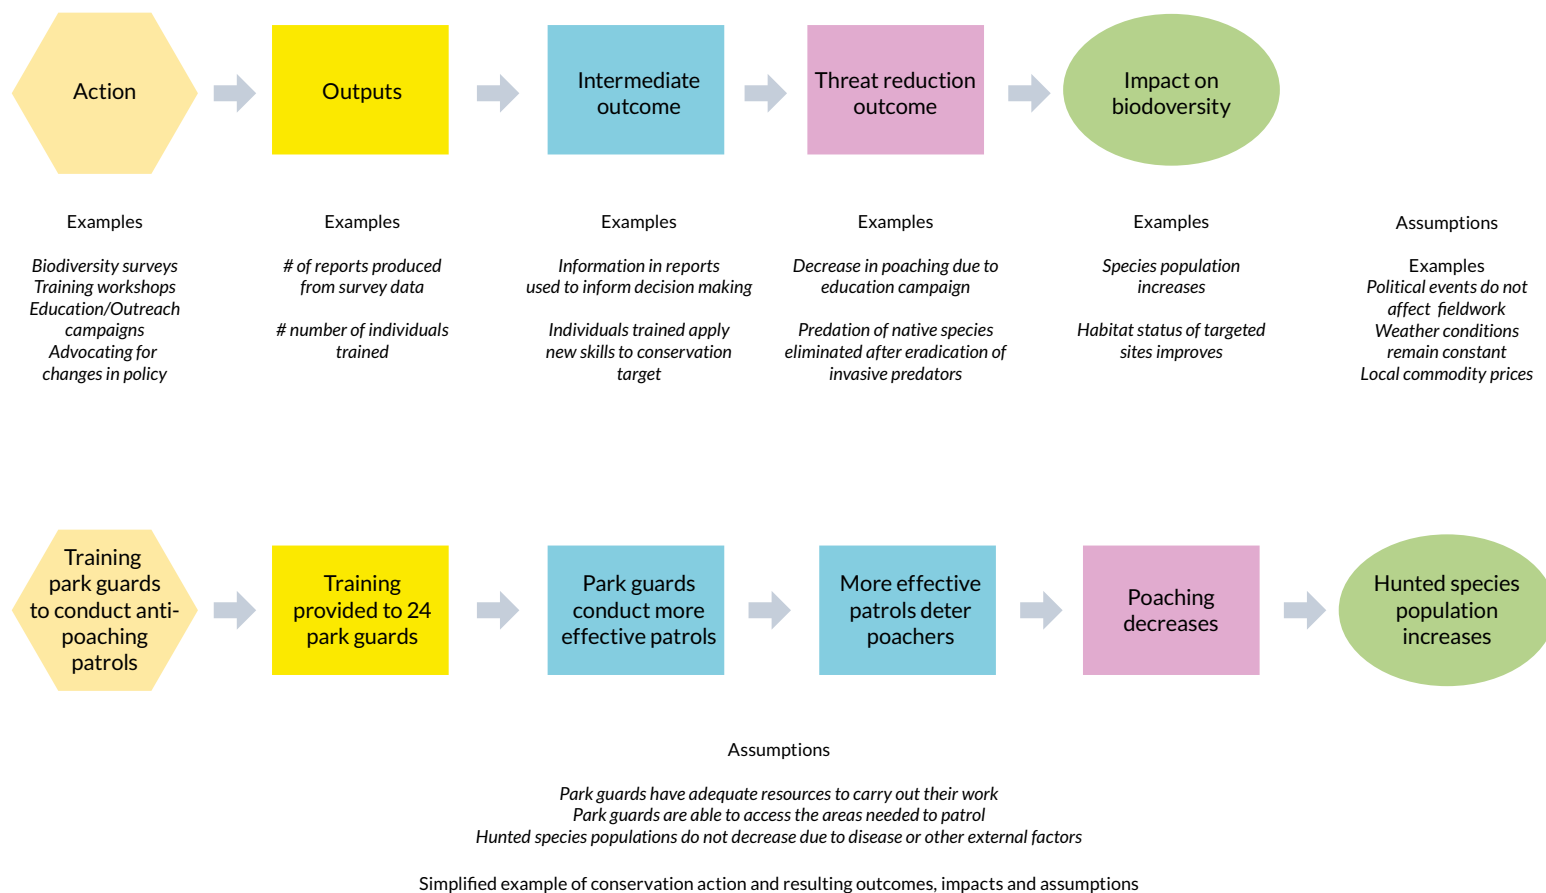 Action
Outputs
Intermediate
outcome
Threat reduction
outcome
Impact on
biodoversity
Examples
Biodiversity surveys
Training workshops
Education/Outreach
campaigns
Advocating for
changes in policy
Examples
# of reports produced
from survey data
# number of individuals
trained
Examples
Information in reports
used to inform decision making
Individuals trained apply
new skills to conservation
target
Examples
Decrease in poaching due to
education campaign
Predation of native species
eliminated after eradication of
invasive predators
Examples
Species population
increases
Habitat status of targeted
sites improves
Assumptions
Examples
Political events do not
affect fieldwork
Weather conditions
remain constant
Local commodity prices
Training
park guards
to conduct anti-
poaching
patrols
Training
provided to 24
park guards
Park guards
conduct more
effective patrols
More effective
patrols deter
poachers
Poaching
decreases
Hunted species
population
increases
Assumptions
Park guards have adequate resources to carry out their work
Park guards are able to access the areas needed to patrol
Hunted species populations do not decrease due to disease or other external factors
Simplified example of conservation action and resulting outcomes, impacts and assumptions